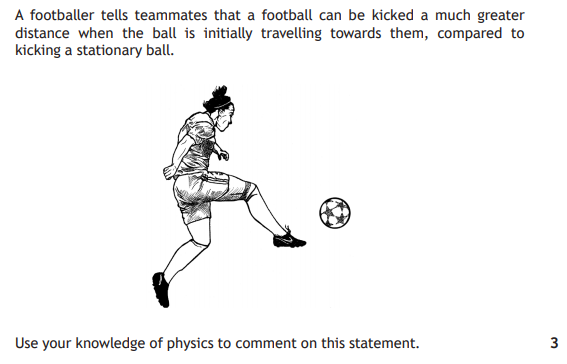 A footballer tells teammates that a football can be kicked a much greater
distance when the ball is initially travelling towards them, compared to
kicking a stationary ball.
Use your knowledge of physics to comment on this statement.
3